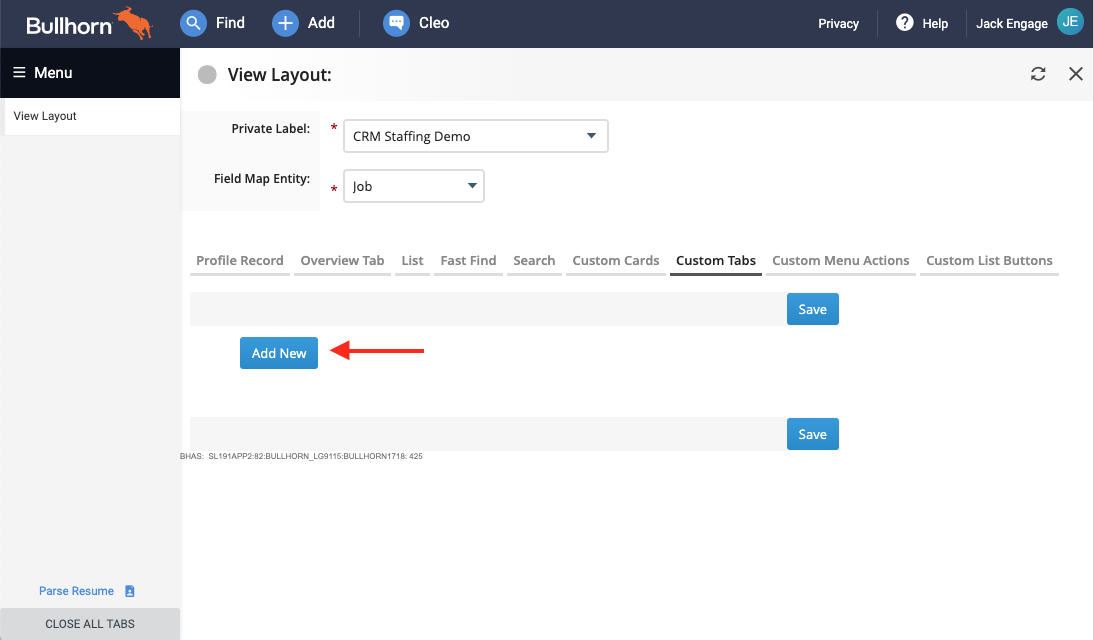 Bullhorn Find Add Cleo Privacy Help Jack Engage JE
Menu
View Layout:
View Layout
Private Label: * CRM Staffing Demo
Field Map Entity: * Job
Profile Record Overview Tab List Fast Find Search Custom Cards Custom Tabs Custom Menu Actions Custom List Buttons
Save
Add New
Save
BHAS: SL191APP2:82:BULLHORN_LG9115:BULLHORN1718: 425
Parse Resume
CLOSE ALL TABS